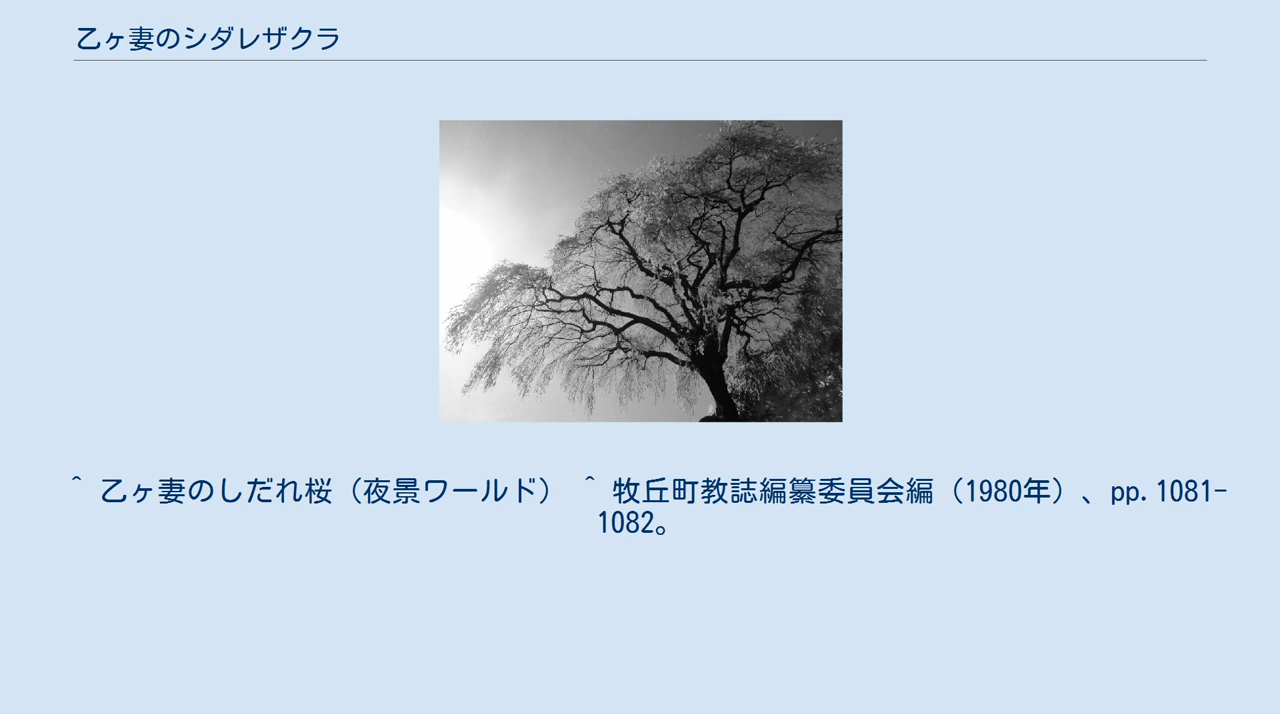 乙ヶ妻のシダレザクラ
^ 乙ヶ妻のしだれ桜（夜景ワールド）
^ 牧丘町教誌編纂委員会編（1980年）、pp.1081-
1082。